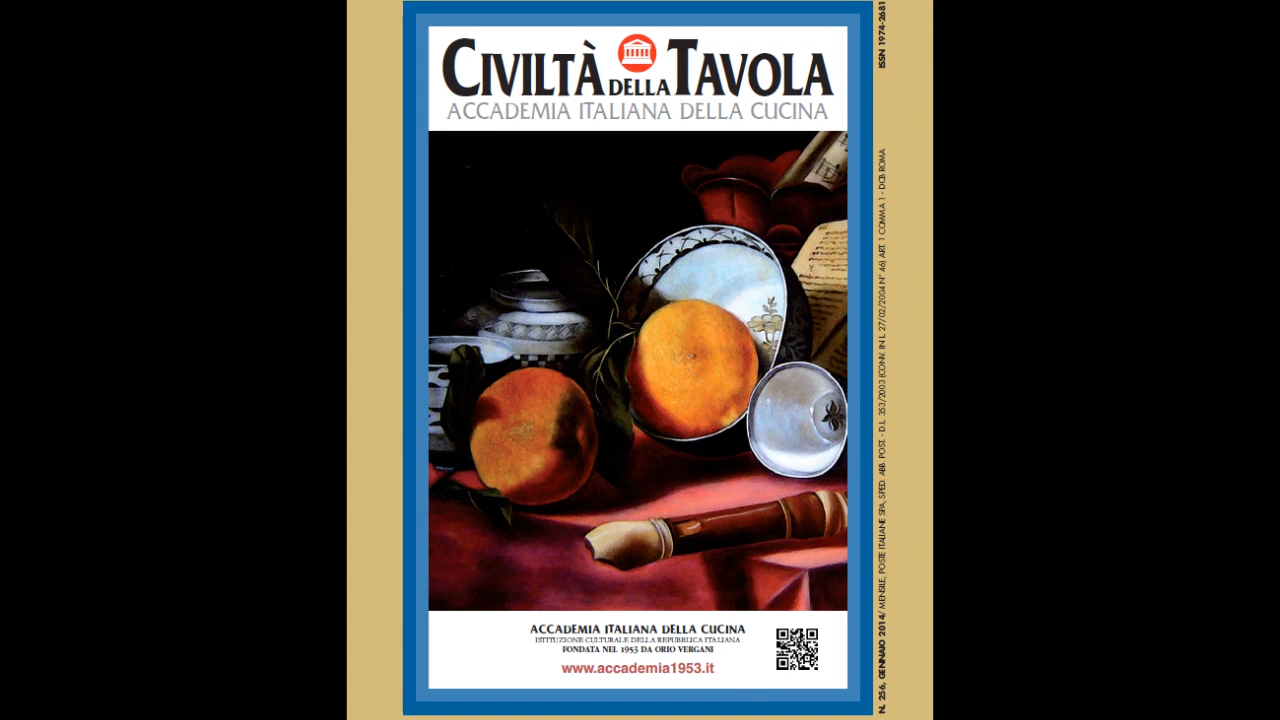 CIVILTÀ DELLA TAVOLA
ACCADEMIA ITALIANA DELLA CUCINA
ACCADEMIA ITALIANA DELLA CUCINA
ISTITUZIONE CULTURALE DELLA REPUBBLICA ITALIANA
FONDATA NEL 1953 DA ORIO VERGANI
www.accademia1953.it
N. 256, GENNAIO 2014/ MENSILE, POSTE ITALIANE SPA, SPED. ABB. POST. - D.L. 353/2003 (CONV. IN L. 27/02/2004 N° 46) ART. 1 COMMA 1 - DCB ROMA
ISSN 1974-2681